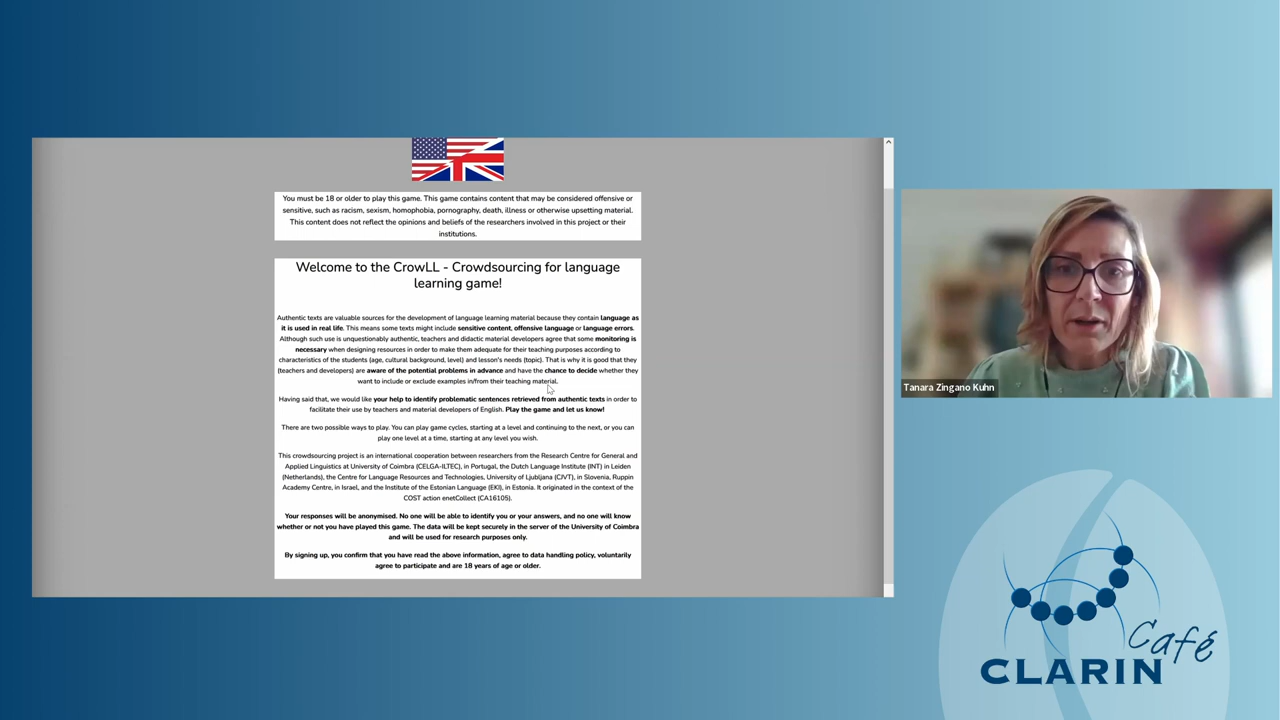 You must be 18 or older to play this game. This game contains content that may be considered offensive or
sensitive, such as racism, sexism, homophobia, pornography, death, illness or otherwise upsetting material.
This content does not reflect the opinions and beliefs of the researchers involved in this project or their
institutions.
Welcome to the CrowLL - Crowdsourcing for language
learning game!
Authentic texts are valuable sources for the development of language learning material because they contain language as
it is used in real life. This means some texts might include sensitive content, offensive language or language errors.
Although such use is unquestionably authentic, teachers and didactic material developers agree that some monitoring is
necessary when designing resources in order to make them adequate for their teaching purposes according to
characteristics of the students (age, cultural background, level) and lesson's needs (topic). That is why it is good that they
(teachers and developers) are aware of the potential problems in advance and have the chance to decide whether they
want to include or exclude examples in/from their teaching material.
Having said that, we would like your help to identify problematic sentences retrieved from authentic texts in order to
facilitate their use by teachers and material developers of English. Play the game and let us know!
There are two possible ways to play. You can play game cycles, starting at a level and continuing to the next, or you can
play one level at a time, starting at any level you wish.
This crowdsourcing project is an international cooperation between researchers from the Research Centre for General and
Applied Linguistics at University of Coimbra (CELGA-ILTEC), in Portugal, the Dutch Language Institute (INT) in Leiden
(Netherlands), the Centre for Language Resources and Technologies, University of Ljubljana (CJVT), in Slovenia, Ruppin
Academy Centre, in Israel, and the Institute of the Estonian Language (EKI), in Estonia. It originated in the context of the
COST action enetCollect (CA16105).
Your responses will be anonymised. No one will be able to identify you or your answers, and no one will know
whether or not you have played this game. The data will be kept securely in the server of the University of Coimbra
and will be used for research purposes only.
By signing up, you confirm that you have read the above information, agree to data handling policy, voluntarily
agree to participate and are 18 years of age or older.
Tanara Zingano Kuhn
Café
CLARIN